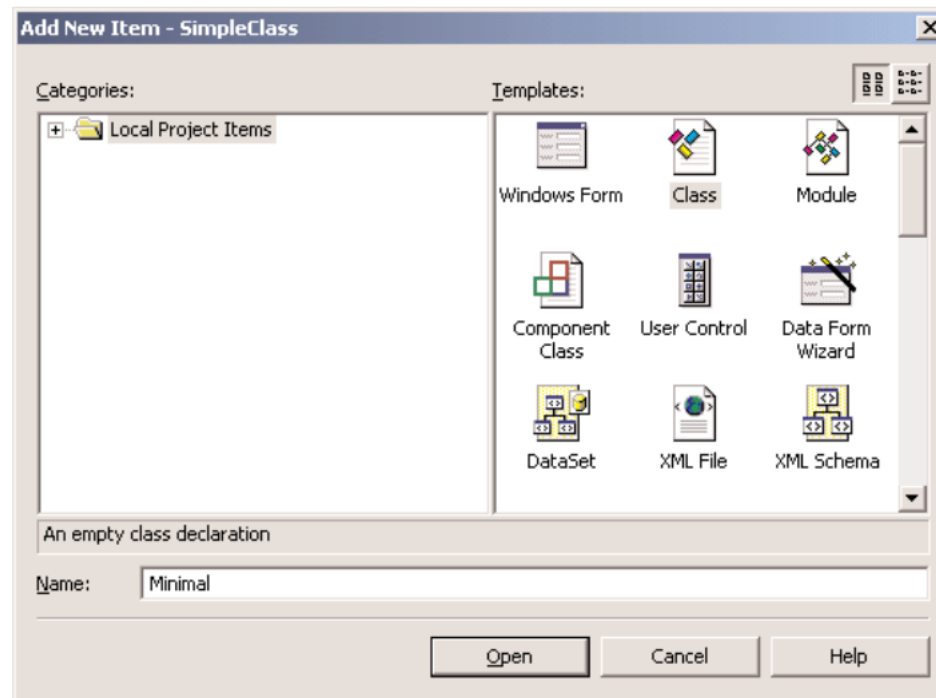 Add New Item - SimpleClass
Categories:
Templates:
Local Project Items
Windows Form
Class
Module
Component
Class
User Control
Data Form
Wizard
DataSet
XML File
XML Schema
An empty class declaration
Name:
Minimal
Open
Cancel
Help